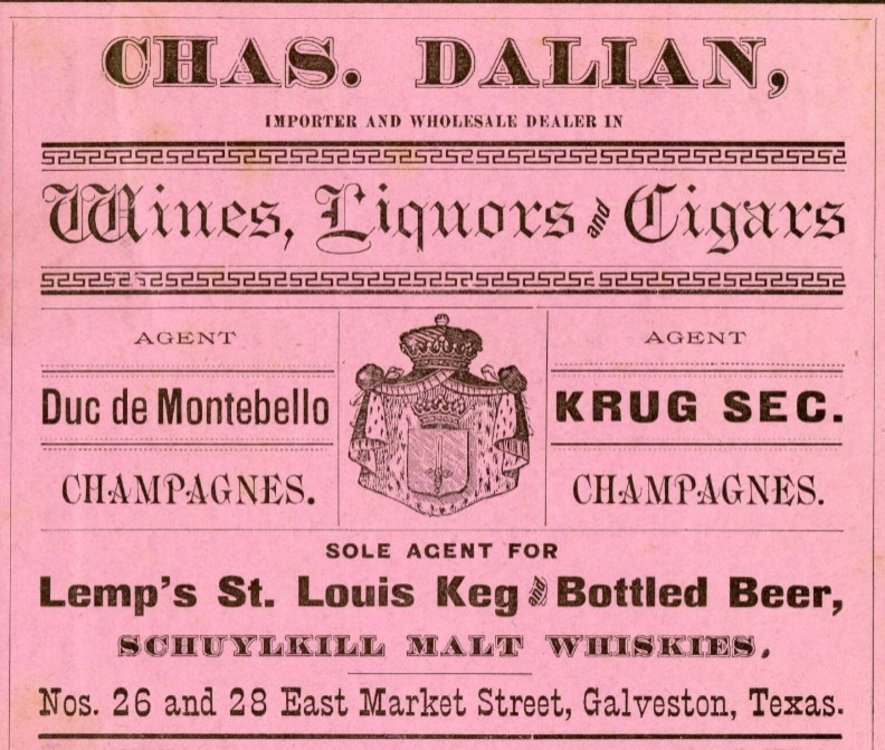 CHAS. DALIAN,
IMPORTER AND WHOLESALE DEALER IN
Wines, Liquors and Cigars
AGENT
Duc de Montebello
CHAMPAGNES.
AGENT
KRUG SEC.
CHAMPAGNES.
SOLE AGENT FOR
Lemp's St. Louis Keg and Bottled Beer,
SCHUYLKILL MALT WHISKIES.
Nos. 26 and 28 East Market Street, Galveston, Texas.